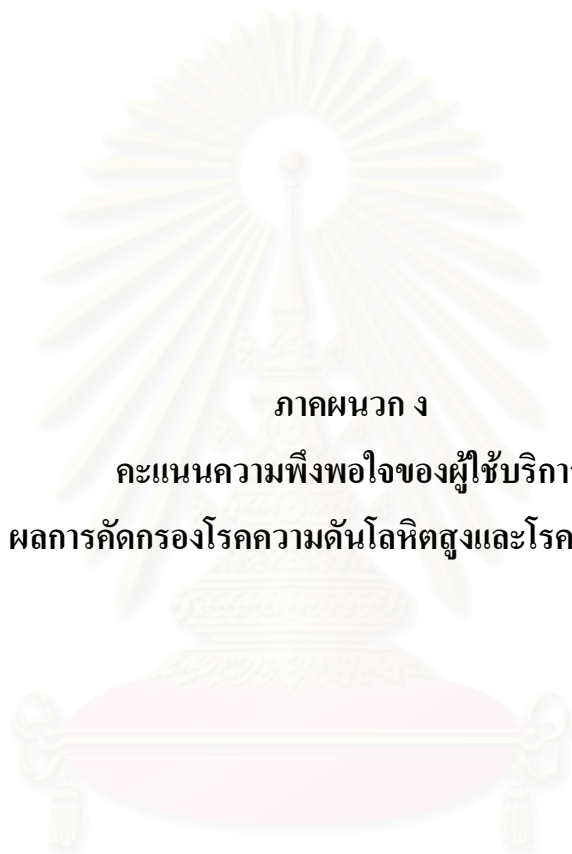 ภาคผนวก ง
คะแนนความพึงพอใจของผู้ใช้บริการ
ผลการคัดกรองโรคความดันโลหิตสูงและโรค